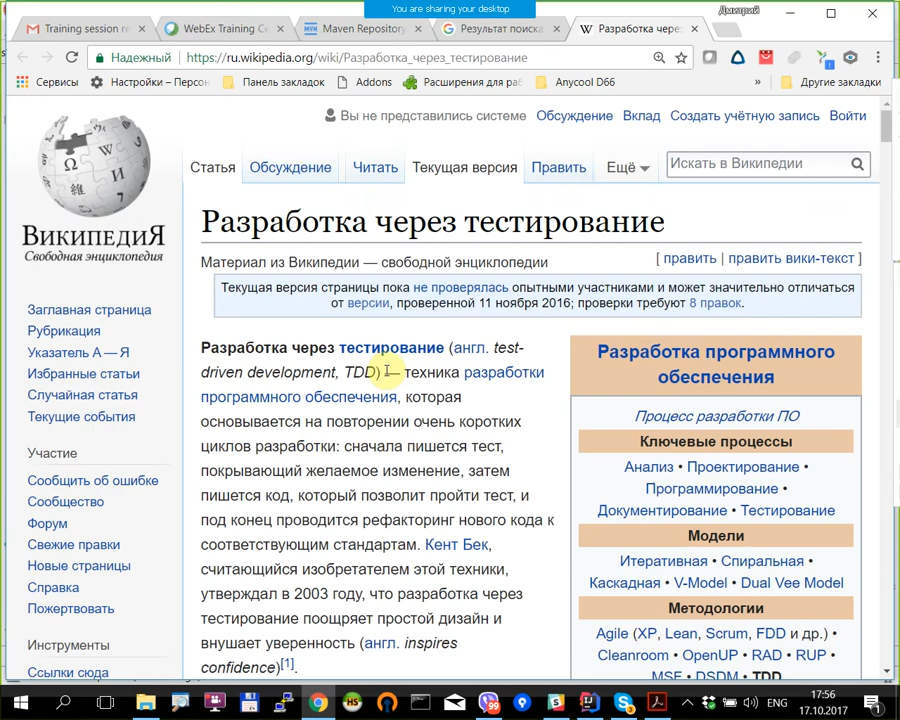 You are sharing your desktop
Дмитрий
Training session re
WebEx Training Ce
Maven Repository
Результат поиска
Разработка чере
Надежный
https://ru.wikipedia.org/wiki/Разработка_через_тестирование
Сервисы
Настройки – Персон
Панель закладок
Addons
Расширения для раб
Anycool D66
»
Другие закладки
Вы не представились системе Обсуждение Вклад Создать учётную запись Войти
Статья Обсуждение Читать Текущая версия Править Ещё
Искать в Википедии
ВикипедиЯ
Свободная энциклопедия
Заглавная страница
Рубрикация
Указатель А — Я
Избранные статьи
Случайная статья
Текущие события
Участие
Сообщить об ошибке
Сообщество
Форум
Свежие правки
Новые страницы
Справка
Пожертвовать
Инструменты
Ссылки сюда
Разработка через тестирование
Материал из Википедии — свободной энциклопедии
[ править | править вики-текст ]
Текущая версия страницы пока не проверялась опытными участниками и может значительно отличаться
от версии, проверенной 11 ноября 2016; проверки требуют 8 правок.
Разработка через тестирование (англ. test-
driven development, TDD) — техника разработки
программного обеспечения, которая
основывается на повторении очень коротких
циклов разработки: сначала пишется тест,
покрывающий желаемое изменение, затем
пишется код, который позволит пройти тест, и
под конец проводится рефакторинг нового кода к
соответствующим стандартам. Кент Бек,
считающийся изобретателем этой техники,
утверждал в 2003 году, что разработка через
тестирование поощряет простой дизайн и
внушает уверенность (англ. inspires
confidence)[1].
Разработка программного
обеспечения
Процесс разработки ПО
Ключевые процессы
Анализ • Проектирование •
Программирование •
Документирование • Тестирование
Модели
Итеративная • Спиральная •
Каскадная • V-Model • Dual Vee Model
Методологии
Agile (XP, Lean, Scrum, FDD и др.) •
Cleanroom • OpenUP • RAD • RUP •
MSF • DSDM • TDD
HS
99
ENG
17:56
17.10.2017